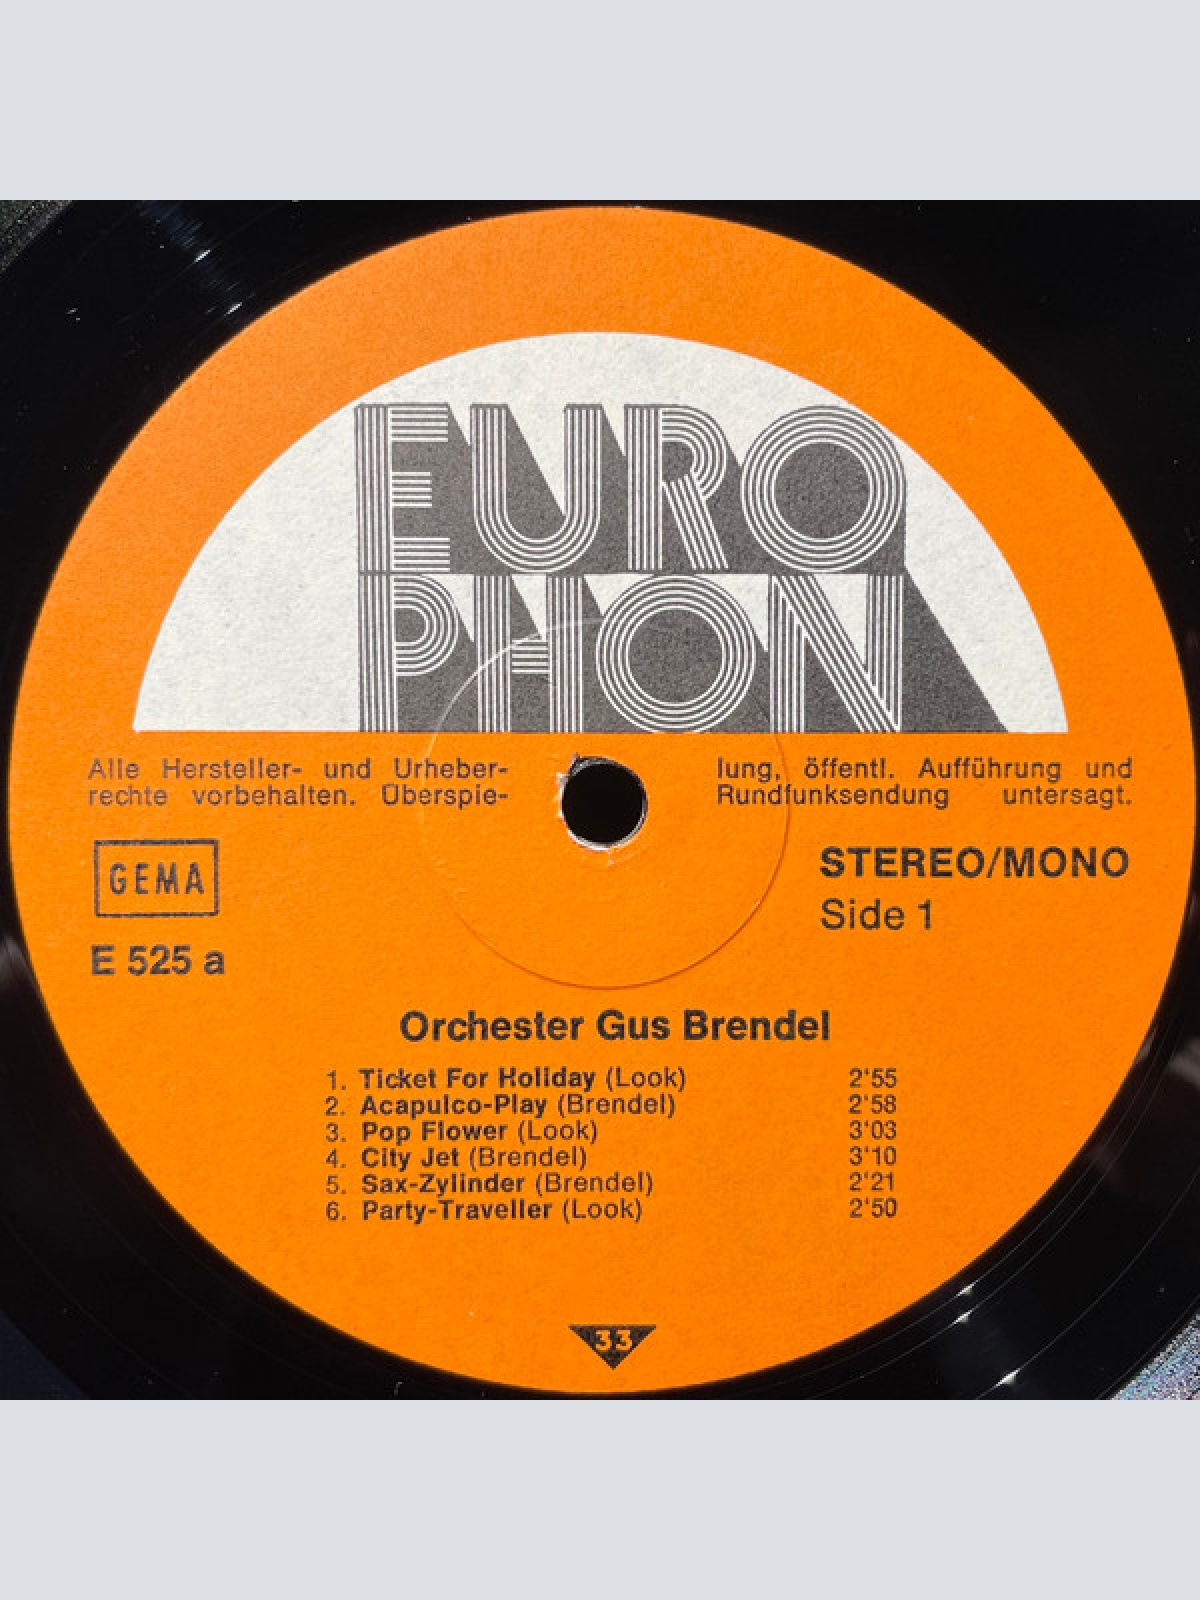 EURO
PHON
Alle Hersteller- und Urheber-
rechte vorbehalten. Überspie-
lung, öffentl. Aufführung und
Rundfunksendung untersagt.
GEMA
E 525 a
STEREO/MONO
Side 1
Orchester Gus Brendel
1. Ticket For Holiday (Look) 2'55
2. Acapulco-Play (Brendel) 2'58
3. Pop Flower (Look) 3'03
4. City Jet (Brendel) 3'10
5. Sax-Zylinder (Brendel) 2'21
6. Party-Traveller (Look) 2'50
33